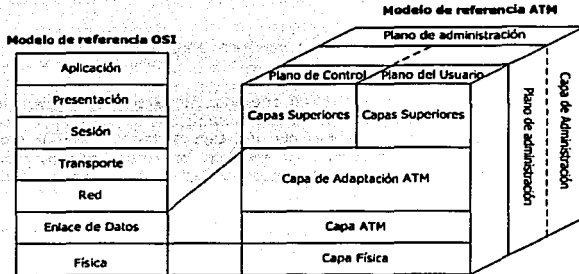 Modelo de referencia ATM
Modelo de referencia OSI
Plano de administración
Aplicación
Presentación
Sesión
Transporte
Red
Enlace de Datos
Física
Plano de Control
Plano del Usuario
Capas Superiores
Capas Superiores
Capa de Adaptación ATM
Capa ATM
Capa Física
Plano de administración
Capa de Administración